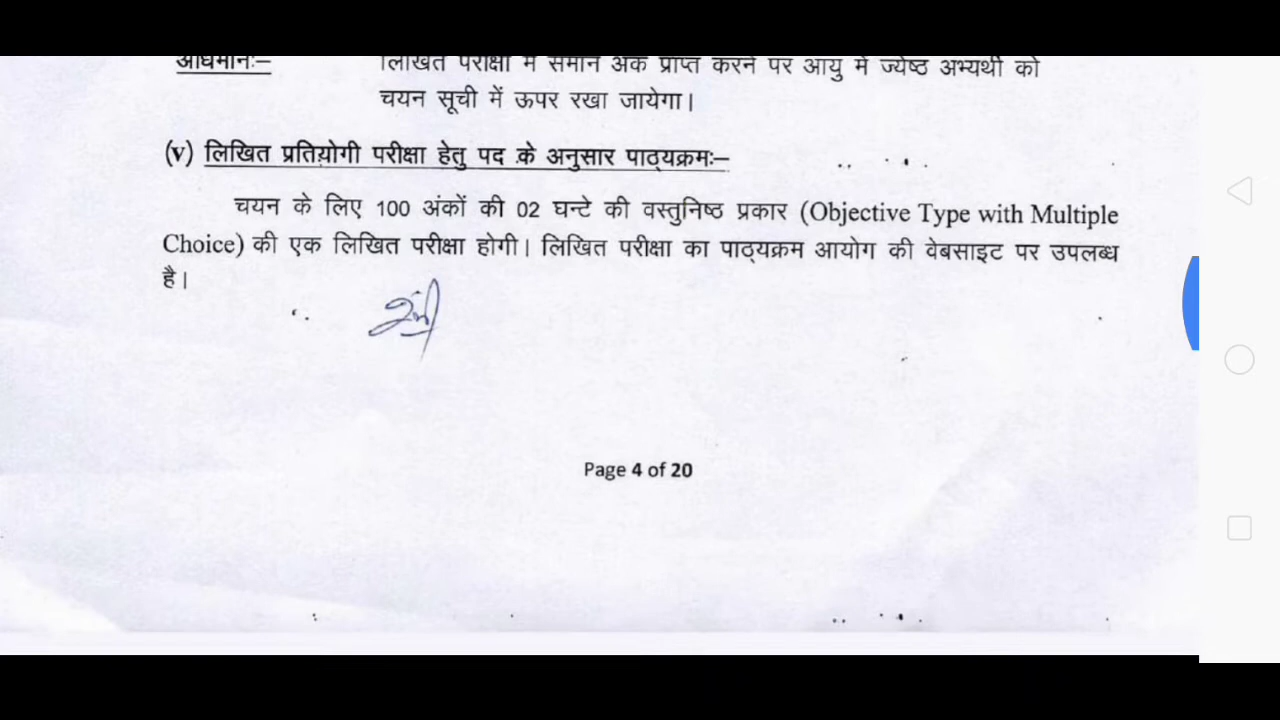 अधिमानः–
लिखित परीक्षा में समान अंक प्राप्त करने पर आयु में ज्येष्ठ अभ्यर्थी को
चयन सूची में ऊपर रखा जायेगा।
(v) लिखित प्रतियोगी परीक्षा हेतु पद के अनुसार पाठ्यक्रमः–
चयन के लिए 100 अंकों की 02 घन्टे की वस्तुनिष्ठ प्रकार (Objective Type with Multiple
Choice) की एक लिखित परीक्षा होगी। लिखित परीक्षा का पाठ्यक्रम आयोग की वेबसाइट पर उपलब्ध
है।
Page 4 of 20